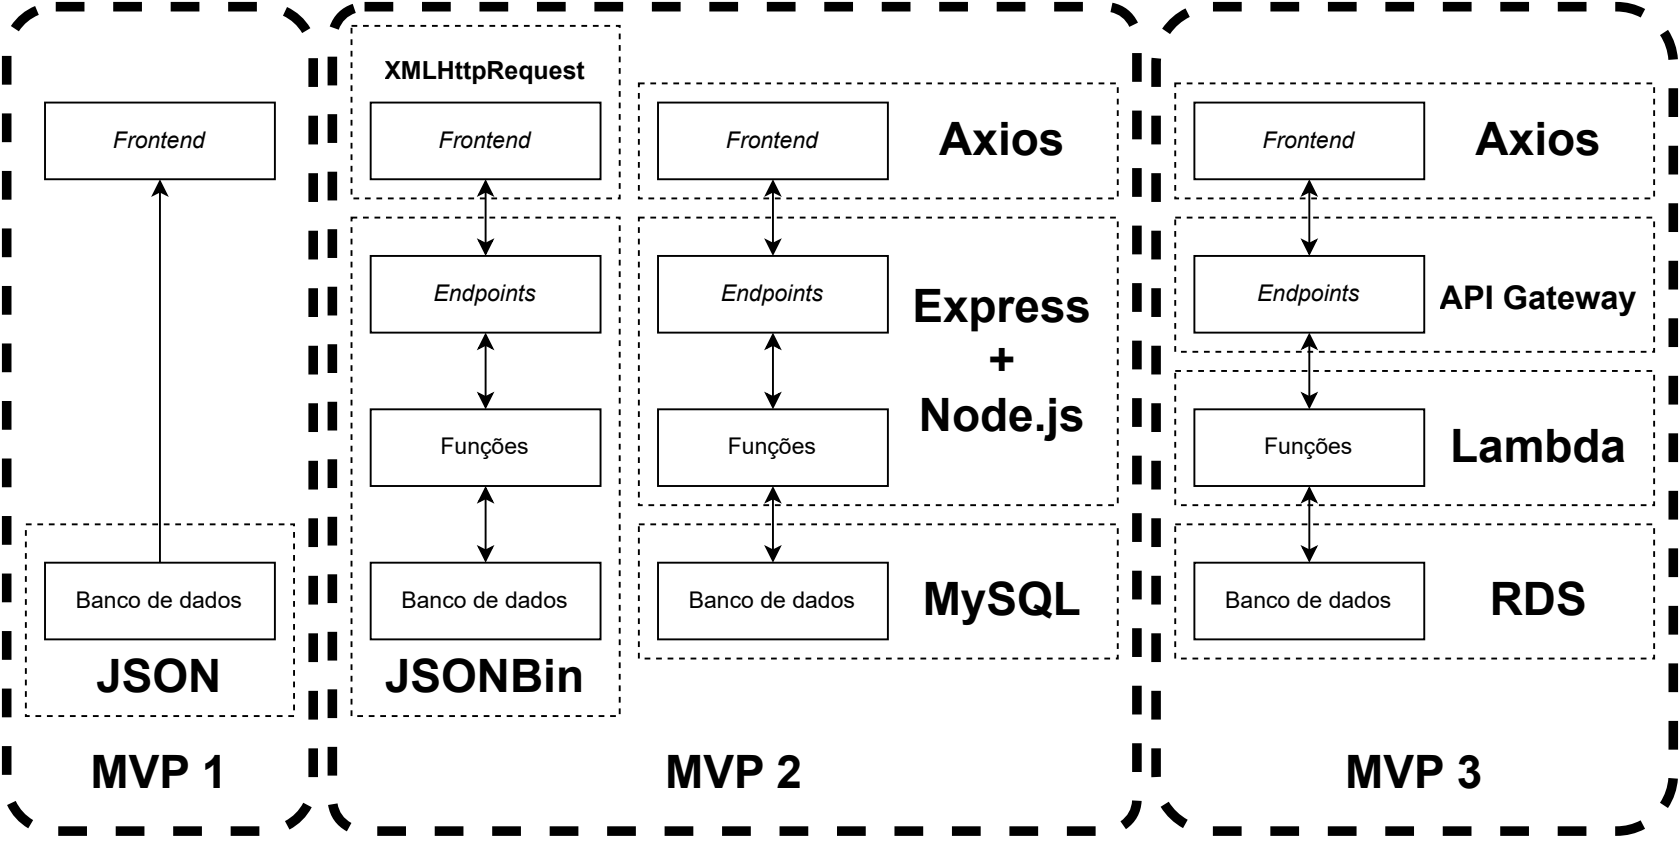 Frontend
Banco de dados
JSON
MVP 1
XMLHttpRequest
Frontend
Endpoints
Funções
Banco de dados
JSONBin
Frontend
Axios
Endpoints
Express
+
Node.js
Funções
Banco de dados
MySQL
MVP 2
Frontend
Axios
Endpoints
API Gateway
Funções
Lambda
Banco de dados
RDS
MVP 3